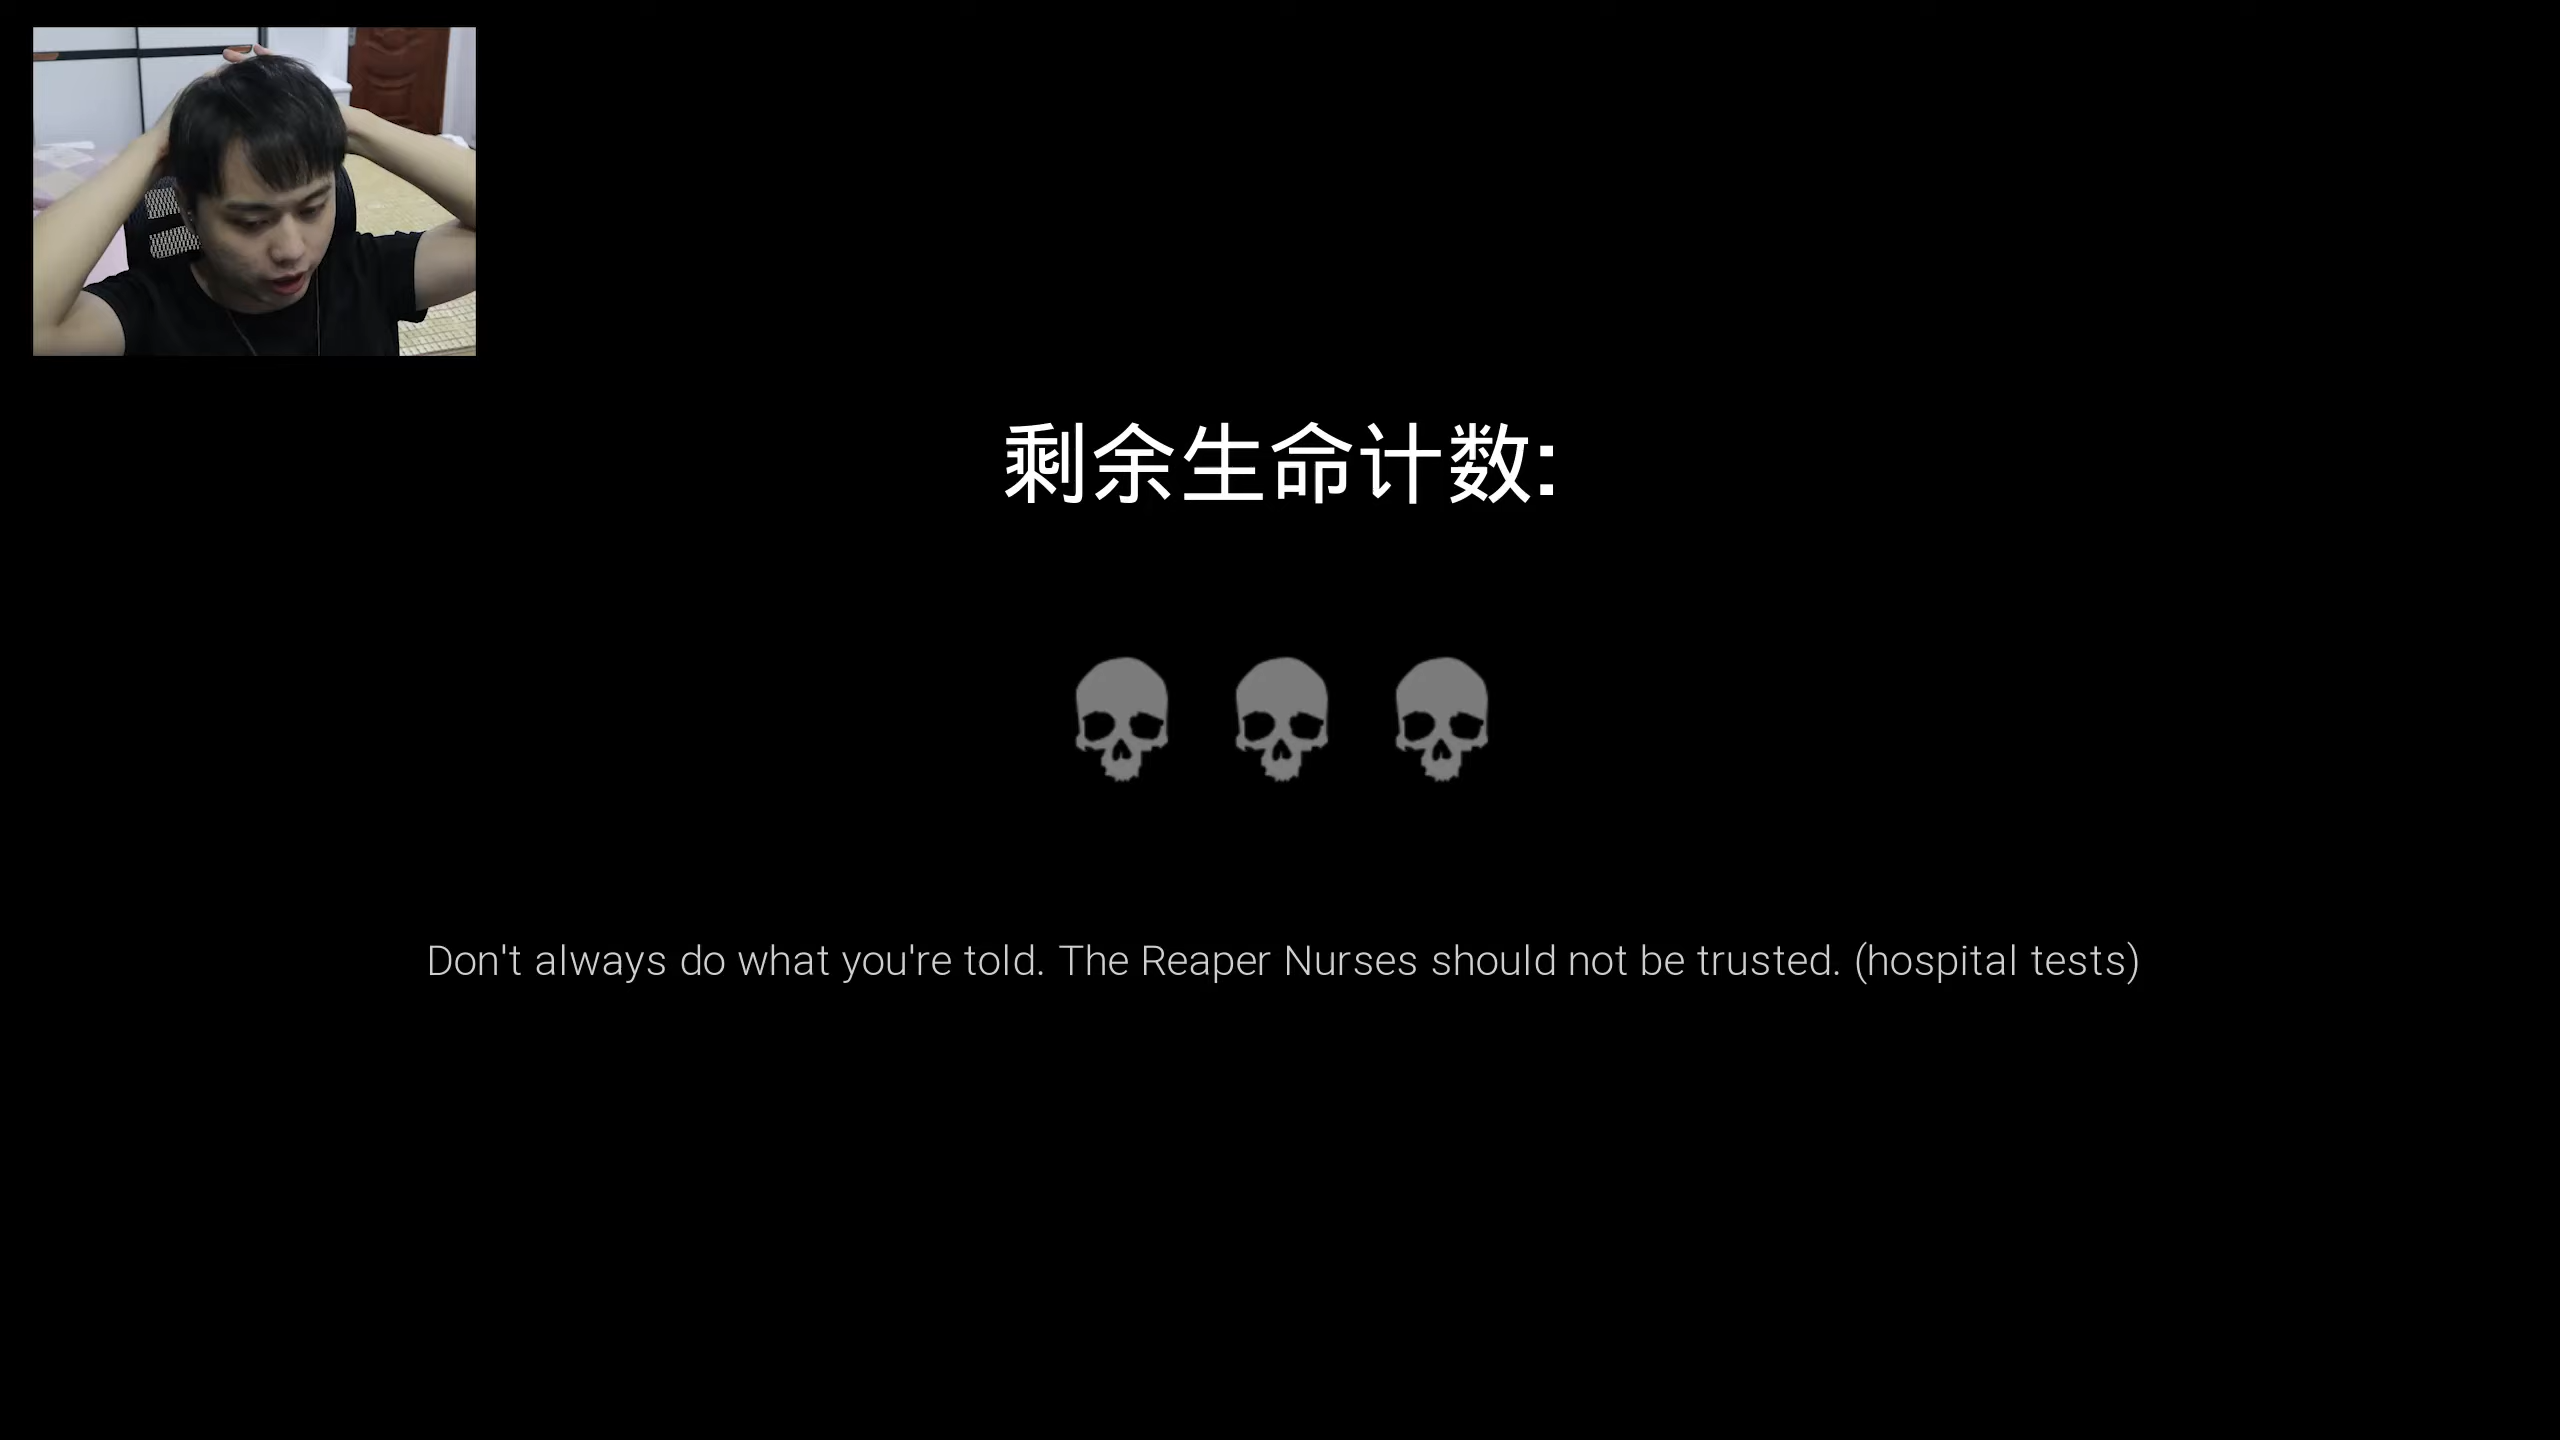 剩余生命计数:
Don't always do what you're told. The Reaper Nurses should not be trusted. (hospital tests)